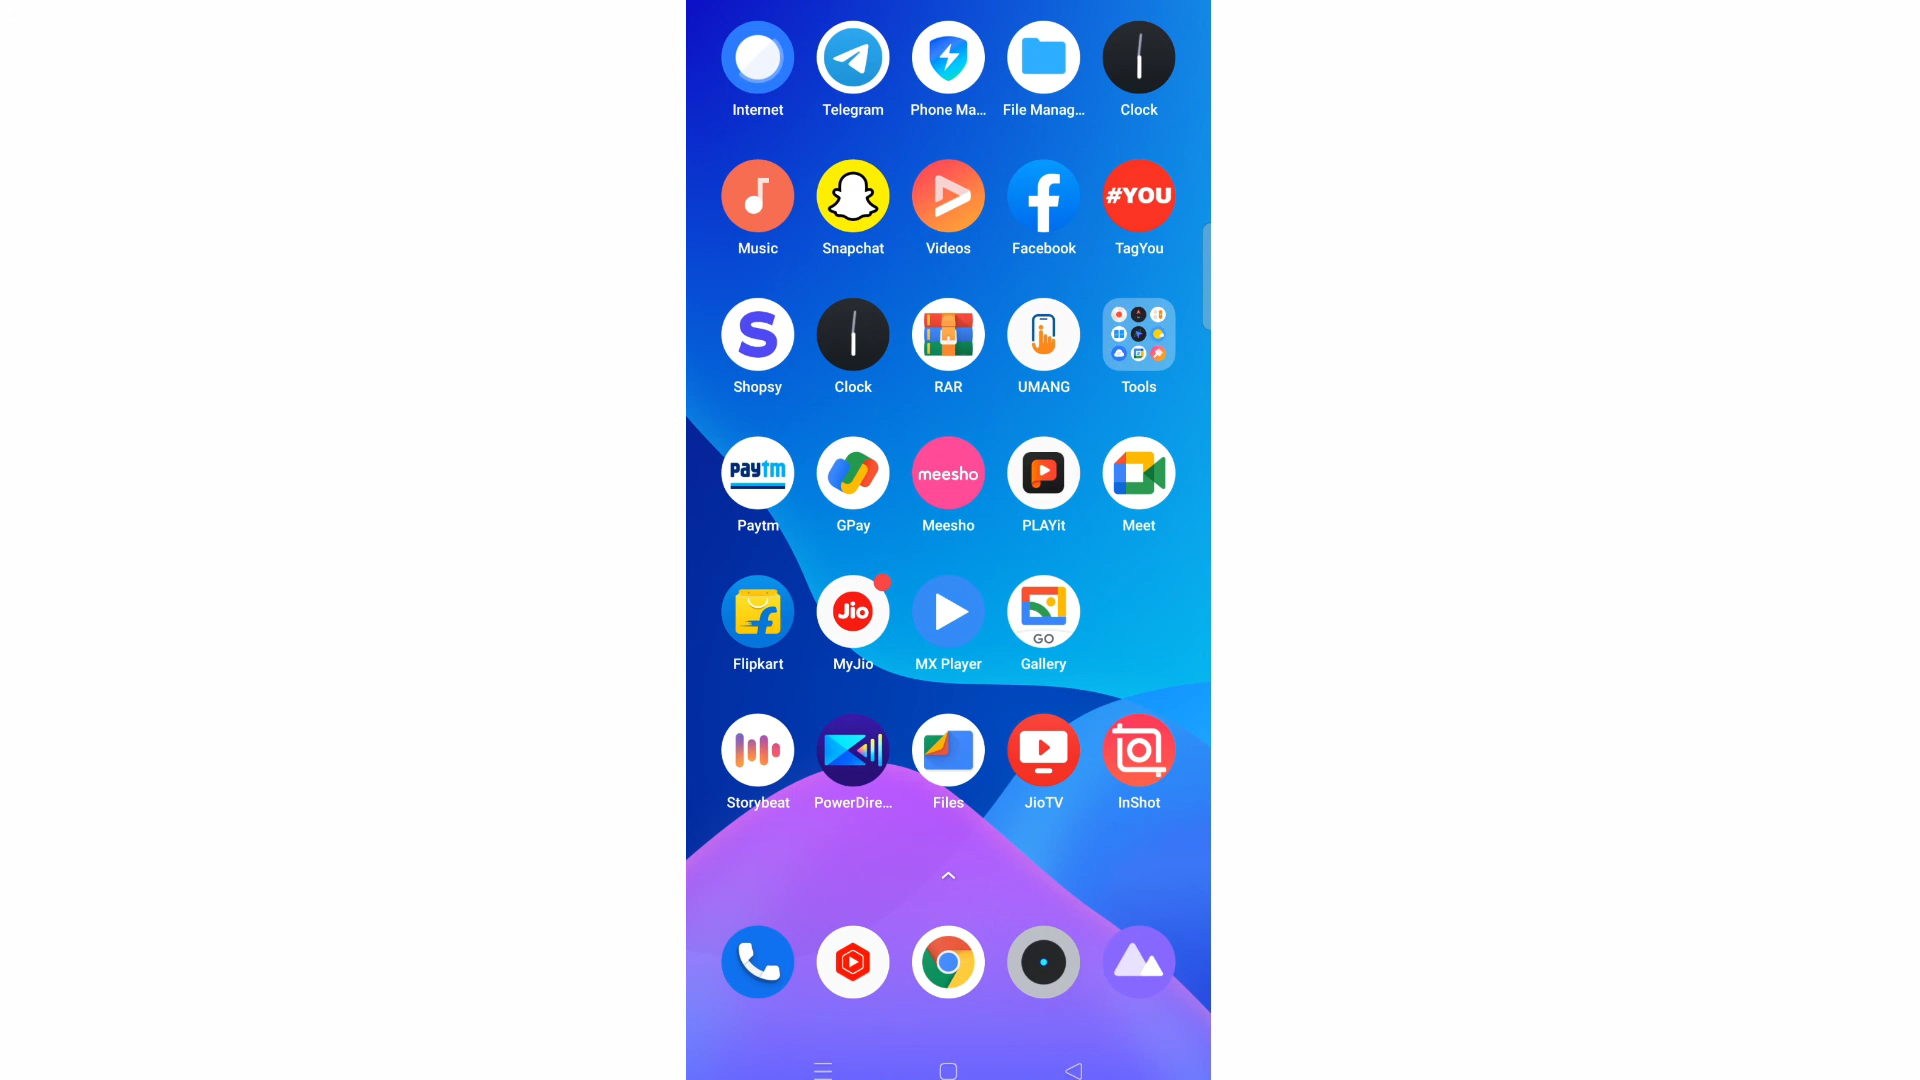 Internet Telegram Phone Ma... File Manag... Clock
#YOU
Music Snapchat Videos Facebook TagYou
Shopsy Clock RAR UMANG Tools
paytm meesho
Paytm GPay Meesho PLAYit Meet
Jio
GO
Flipkart MyJio MX Player Gallery
Storybeat PowerDire... Files JioTV InShot